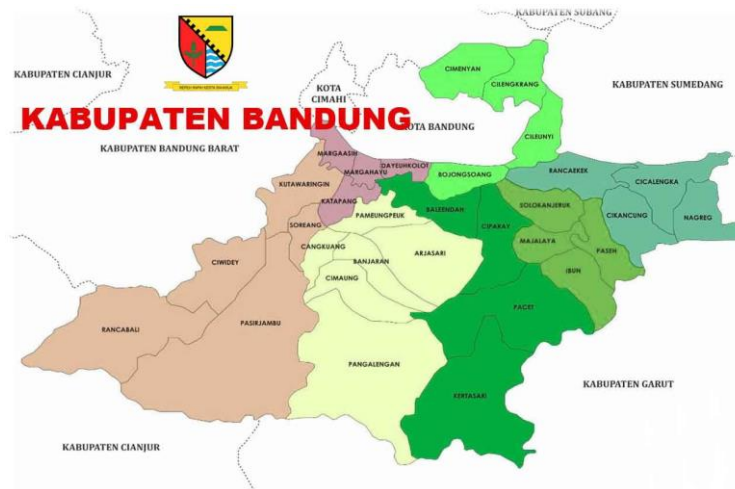 KABUPATEN SUBANG
KABUPATEN CIANJUR
KOTA
CIMAHI
KABUPATEN BANDUNG
KOTA BANDUNG
KABUPATEN SUMEDANG
KABUPATEN BANDUNG BARAT
CIMENYAN
CILENGKRANG
CILEUNYI
MARGAASIH
MARGAHAYU
DAYEUHKOLOT
BOJONGSOANG
RANCAEKEK
CICALENGKA
KUTAWARINGIN
KATAPANG
PAMEUNGPEUK
BALEENDAH
CIPARAY
SOLOKANJERUK
CIKANCUNG
NAGREG
SOREANG
CANGKUANG
BANJARAN
ARJASARI
MAJALAYA
PASEH
CIWIDEY
CIMAUNG
IBUN
RANCABALI
PASIRJAMBU
PACET
PANGALENGAN
KERTASARI
KABUPATEN GARUT
KABUPATEN CIANJUR